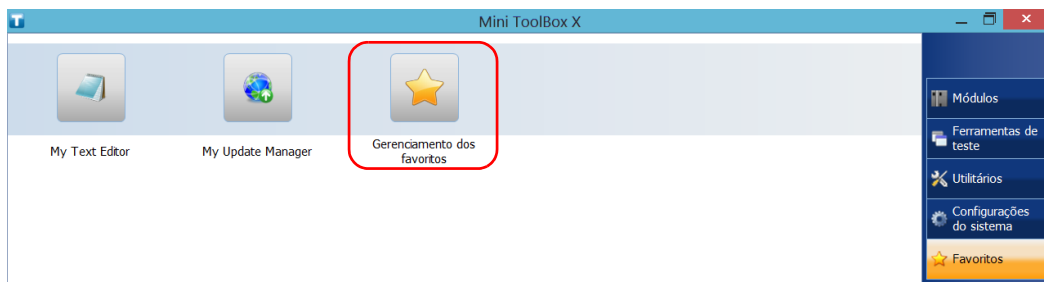 Mini ToolBox X
My Text Editor
My Update Manager
Gerenciamento dos
favoritos
Módulos
Ferramentas de
teste
Utilitários
Configurações
do sistema
Favoritos